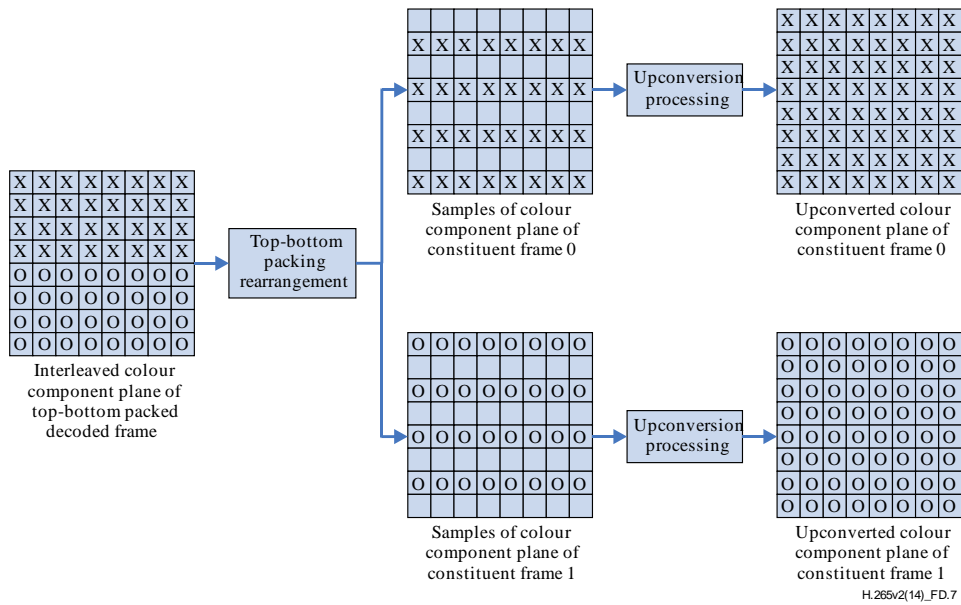 X X X X X X X X
X X X X X X X X
X X X X X X X X
X X X X X X X X
O O O O O O O O
O O O O O O O O
O O O O O O O O
O O O O O O O O
Interleaved colour
component plane of
top-bottom packed
decoded frame
Top-bottom
packing
rearrangement
X X X X X X X X
X X X X X X X X
X X X X X X X X
X X X X X X X X
Samples of colour
component plane of
constituent frame 0
Upconversion
processing
X X X X X X X X
X X X X X X X X
X X X X X X X X
X X X X X X X X
X X X X X X X X
X X X X X X X X
X X X X X X X X
X X X X X X X X
Upconverted colour
component plane of
constituent frame 0
O O O O O O O O
O O O O O O O O
O O O O O O O O
O O O O O O O O
Samples of colour
component plane of
constituent frame 1
Upconversion
processing
O O O O O O O O
O O O O O O O O
O O O O O O O O
O O O O O O O O
O O O O O O O O
O O O O O O O O
O O O O O O O O
O O O O O O O O
Upconverted colour
component plane of
constituent frame 1
H.265v2(14)_FD.7